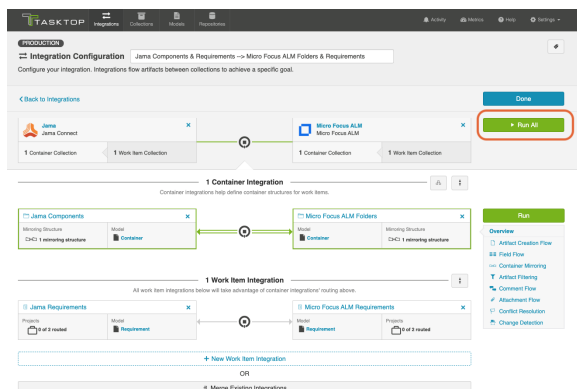 TASKTOP
Integrations
Collections
Models
Repositories
Activity
Metrics
Help
Settings
PRODUCTION
Integration Configuration
Jama Components & Requirements --> Micro Focus ALM Folders & Requirements
Configure your integration. Integrations flow artifacts between collections to achieve a specific goal.
Back to Integrations
Done
Jama
Jama Connect
Micro Focus ALM
Micro Focus ALM
Run All
1 Container Collection
1 Work Item Collection
1 Container Collection
1 Work Item Collection
1 Container Integration
Container integrations help define container structures for work items.
Jama Components
Micro Focus ALM Folders
Run
Mirroring Structure
1 mirroring structure
Model
Container
Model
Container
Mirroring Structure
1 mirroring structure
Overview
Artifact Creation Flow
Field Flow
Container Mirroring
Artifact Filtering
Comment Flow
Attachment Flow
Conflict Resolution
Change Detection
1 Work Item Integration
All work item integrations below will take advantage of container integrations' routing above.
Jama Requirements
Micro Focus ALM Requirements
Projects
0 of 3 routed
Model
Requirement
Model
Requirement
Projects
0 of 3 routed
+ New Work Item Integration
OR
Merge Existing Integrations